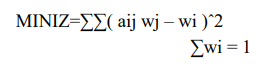 MINIZ=∑∑( aij wj – wi )^2
∑wi = 1